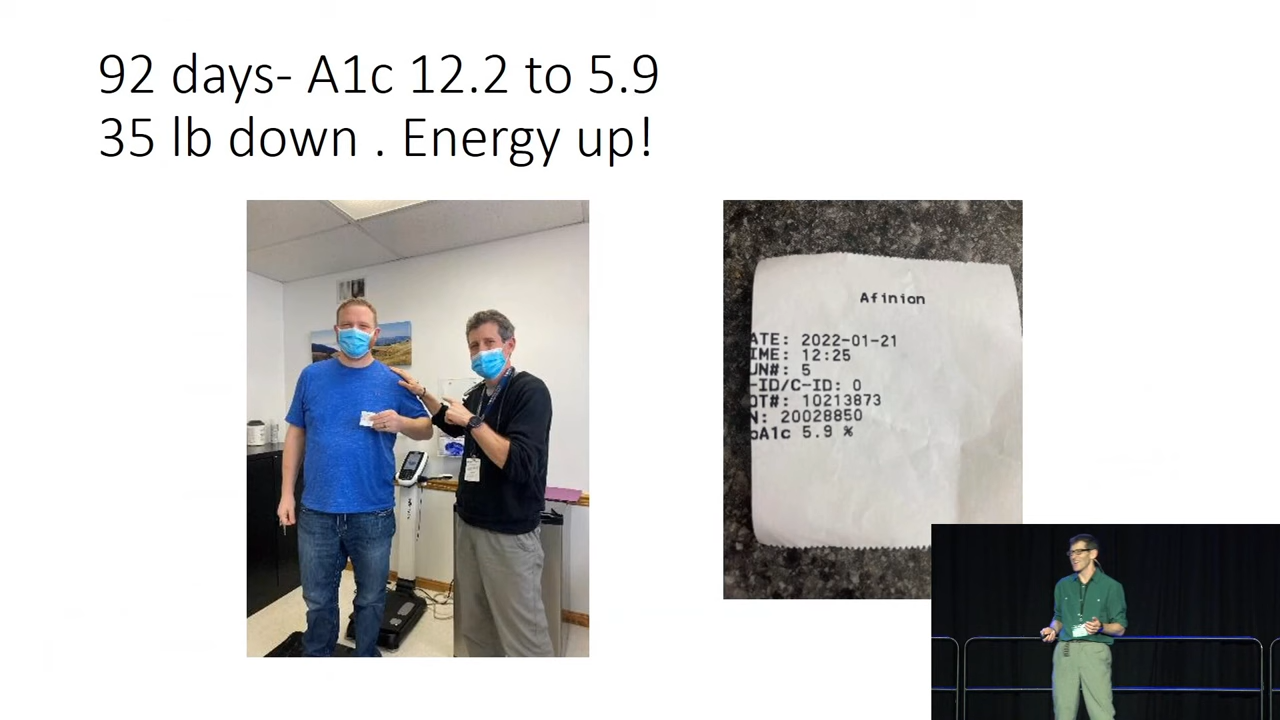 92 days- A1c 12.2 to 5.9
35 lb down . Energy up!
Afinion
ATE: 2022-01-21
IME: 12:25
UN#: 5
-ID/C-ID: 0
OT#: 10213873
N: 20028850
bA1c 5.9 %